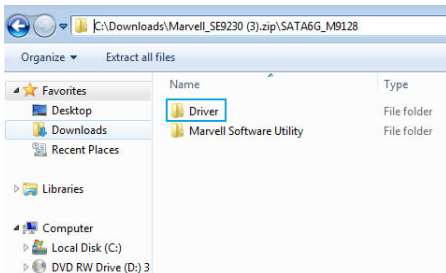 C:\Downloads\Marvell_SE9230 (3).zip\SATA6G_M9128
Organize Extract all files
Favorites
Desktop
Downloads
Recent Places
Libraries
Computer
Local Disk (C:)
DVD RW Drive (D:) 3
Name Type
Driver File folder
Marvell Software Utility File folder